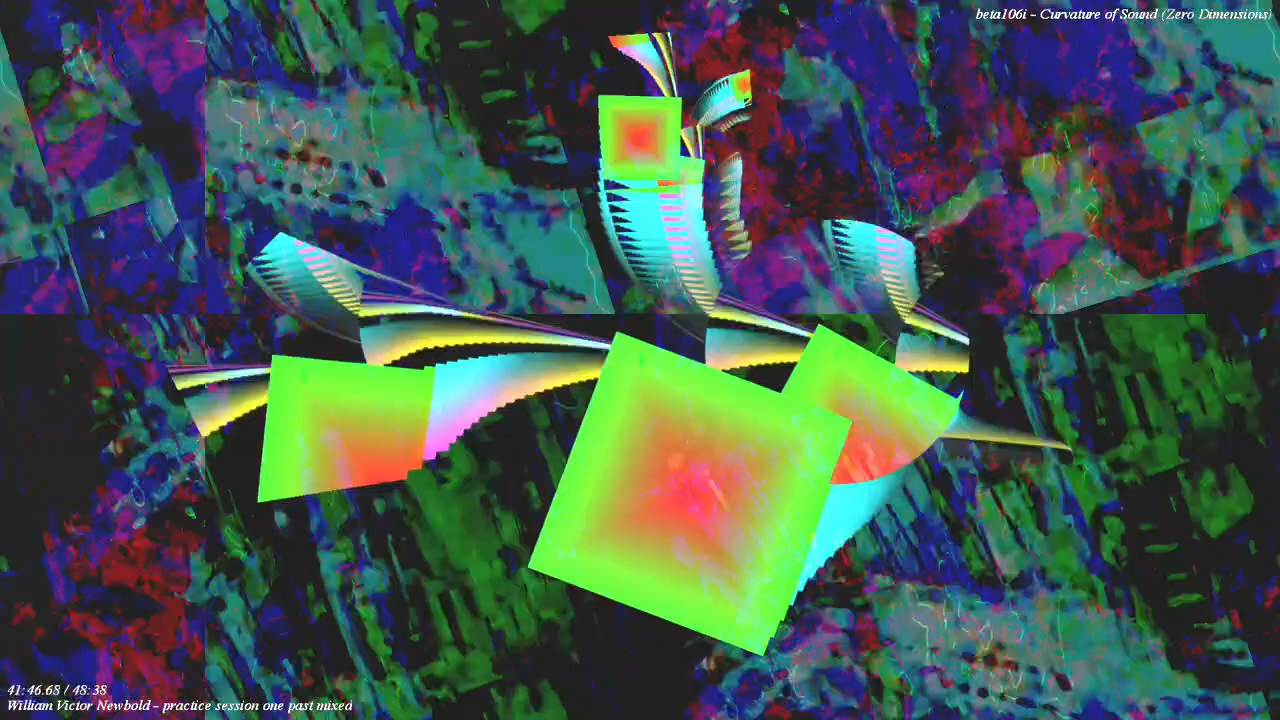 beta106i - Curvature of Sound (Zero Dimensions)
41:46.68 / 48:38
William Victor Newbold - practice session one past mixed